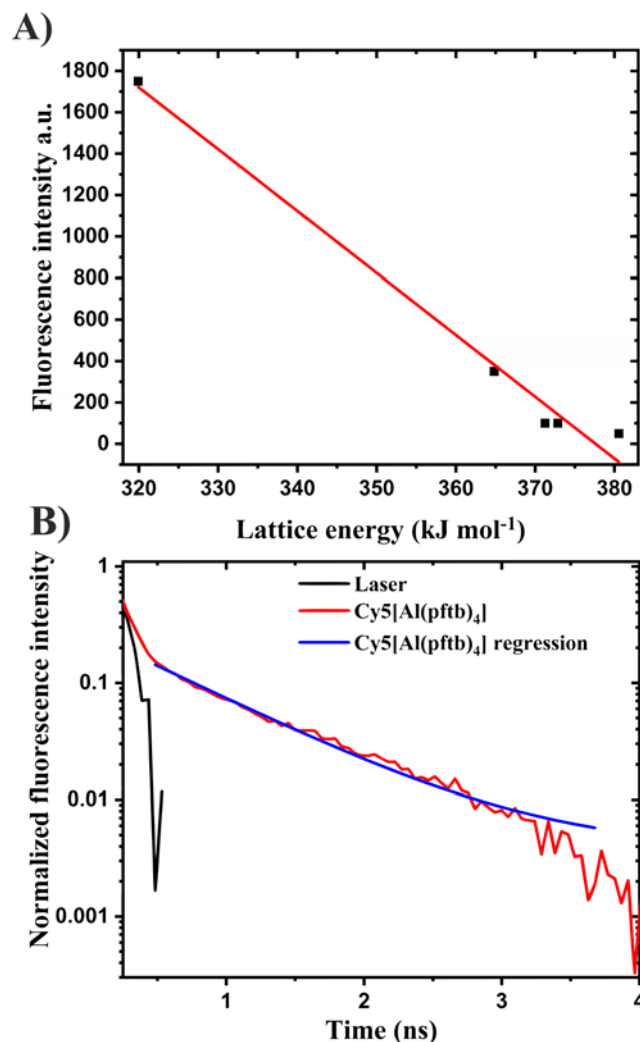 A)
1800
1600
1400
1200
1000
800
600
400
200
0
Fluorescence intensity a.u.
320 330 340 350 360 370 380
Lattice energy (kJ mol⁻¹)
B)
1
0.1
0.01
0.001
Normalized fluorescence intensity
Laser
Cy5[Al(pftb)₄]
Cy5[Al(pftb)₄] regression
1 2 3 4
Time (ns)